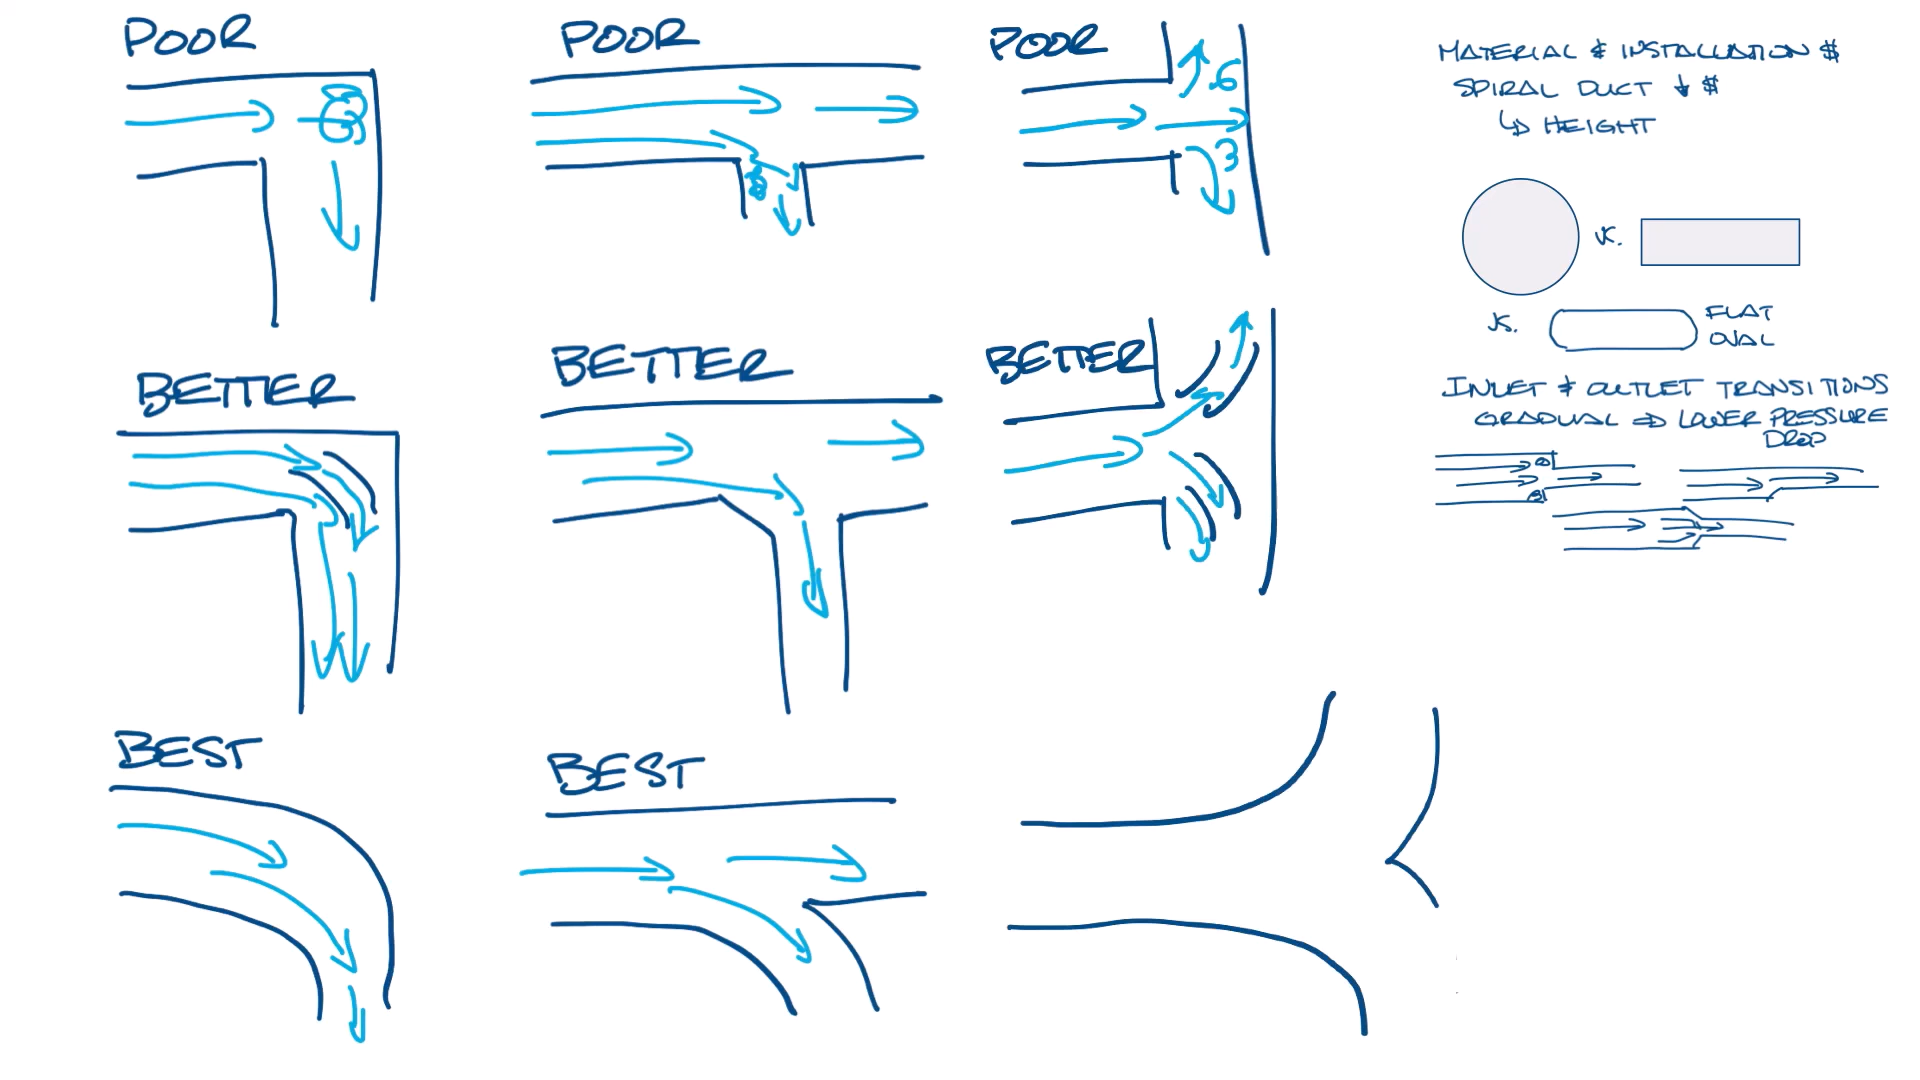 POOR
POOR
POOR
BETTER
BETTER
BETTER
BEST
BEST
MATERIAL & INSTALLATION $
SPIRAL DUCT ↓ $
↳ HEIGHT
VS.
VS.
FLAT
OVAL
INLET & OUTLET TRANSITIONS
GRADUAL ⇒ LOWER PRESSURE
DROP